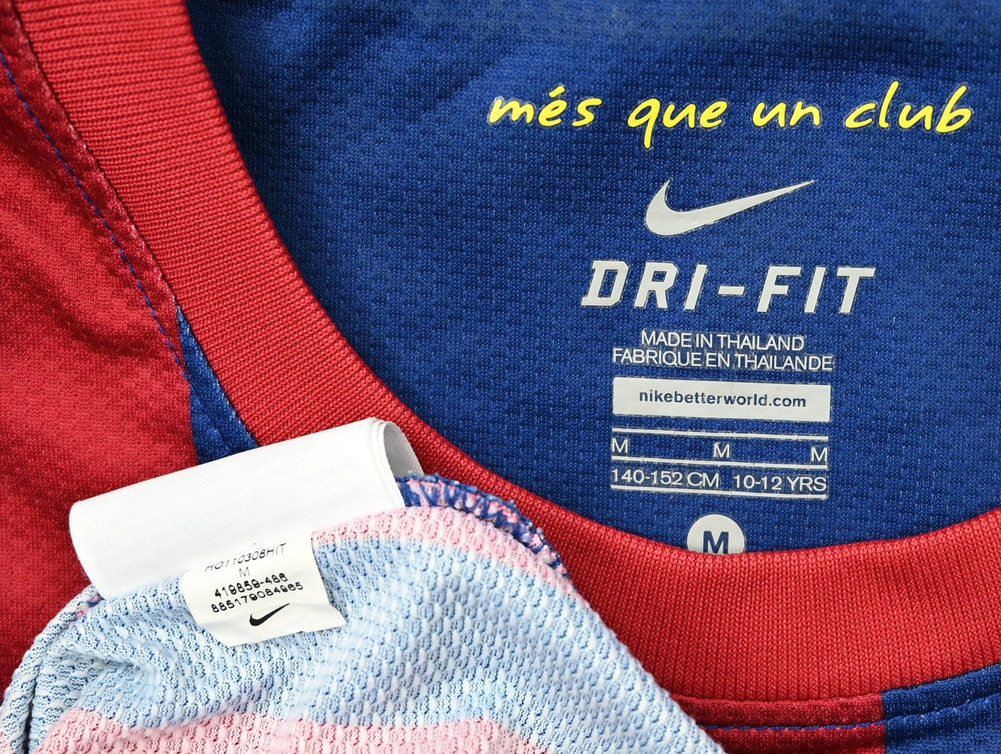 més que un club
DRI-FIT
MADE IN THAILAND
FABRIQUE EN THAILANDE
nikebetterworld.com
M M M
140-152 CM 10-12 YRS
M
M
419859-486
885179084965